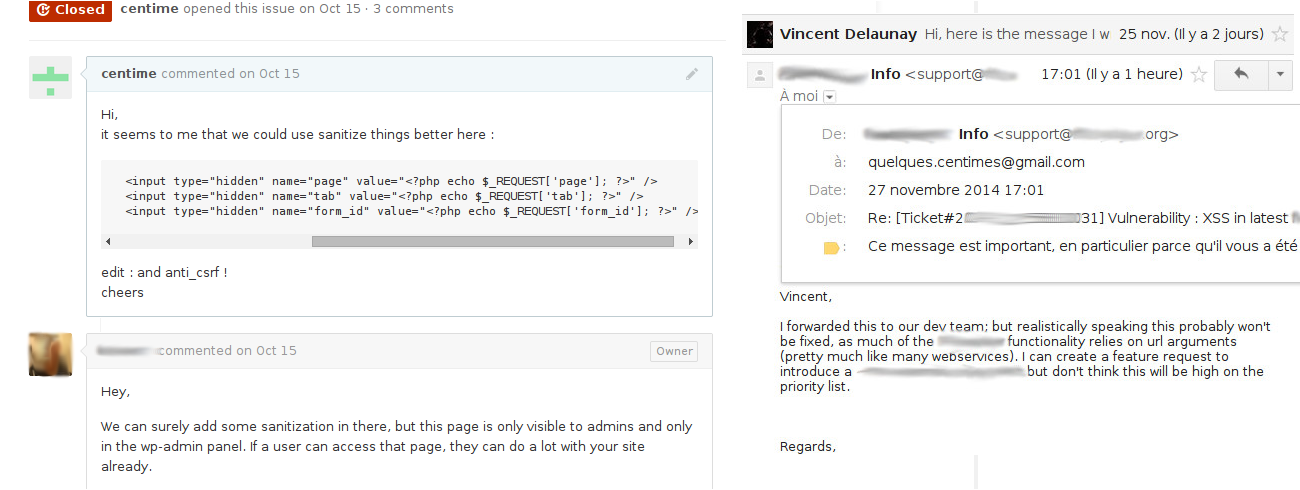 Closed centime opened this issue on Oct 15 · 3 comments
centime commented on Oct 15
Hi,
it seems to me that we could use sanitize things better here :
<input type="hidden" name="page" value="<?php echo $_REQUEST['page']; ?>" />
<input type="hidden" name="tab" value="<?php echo $_REQUEST['tab']; ?>" />
<input type="hidden" name="form_id" value="<?php echo $_REQUEST['form_id']; ?>" />
edit : and anti_csrf !
cheers
commented on Oct 15 Owner
Hey,
We can surely add some sanitization in there, but this page is only visible to admins and only
in the wp-admin panel. If a user can access that page, they can do a lot with your site
already.
Vincent Delaunay Hi, here is the message I w 25 nov. (Il y a 2 jours)
Info <support@ 17:01 (Il y a 1 heure)
À moi
De: Info <support@ .org>
à: quelques.centimes@gmail.com
Date: 27 novembre 2014 17:01
Objet: Re: [Ticket#2 31] Vulnerability : XSS in latest
: Ce message est important, en particulier parce qu'il vous a été
Vincent,
I forwarded this to our dev team; but realistically speaking this probably won't
be fixed, as much of the functionality relies on url arguments
(pretty much like many webservices). I can create a feature request to
introduce a but don't think this will be high on the
priority list.
Regards,